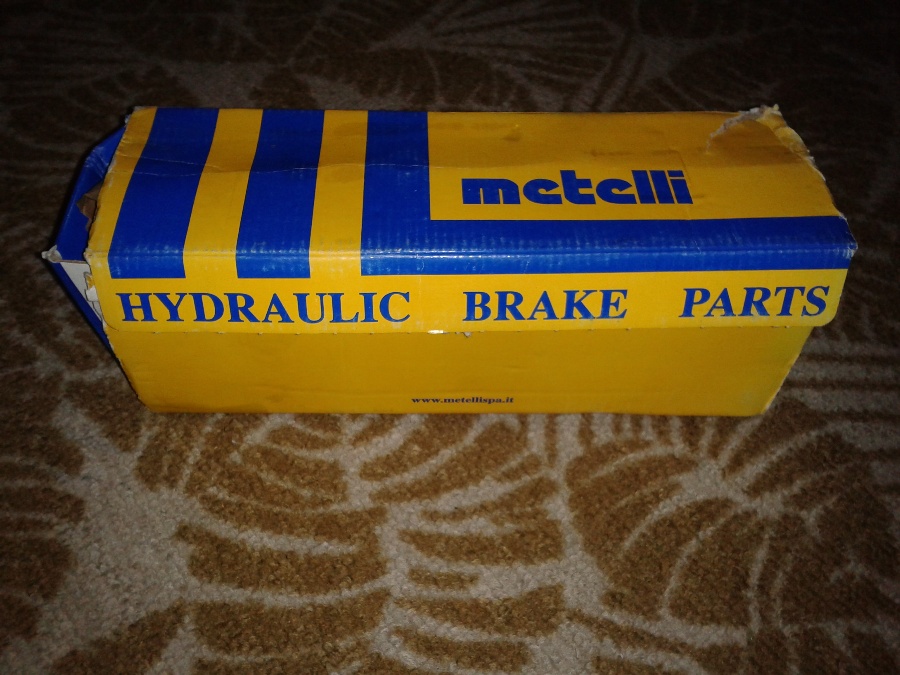 metelli
HYDRAULIC BRAKE PARTS
www.metellispa.it